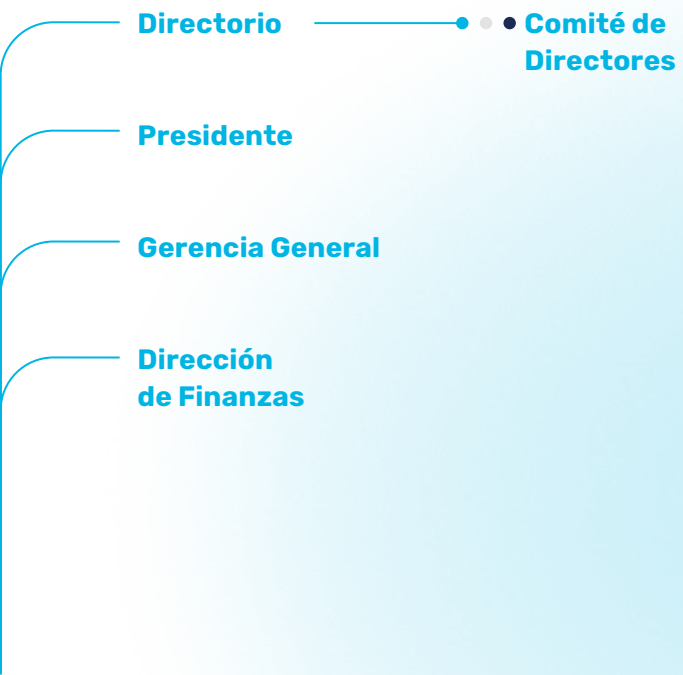 Directorio
Comité de
Directores
Presidente
Gerencia General
Dirección
de Finanzas